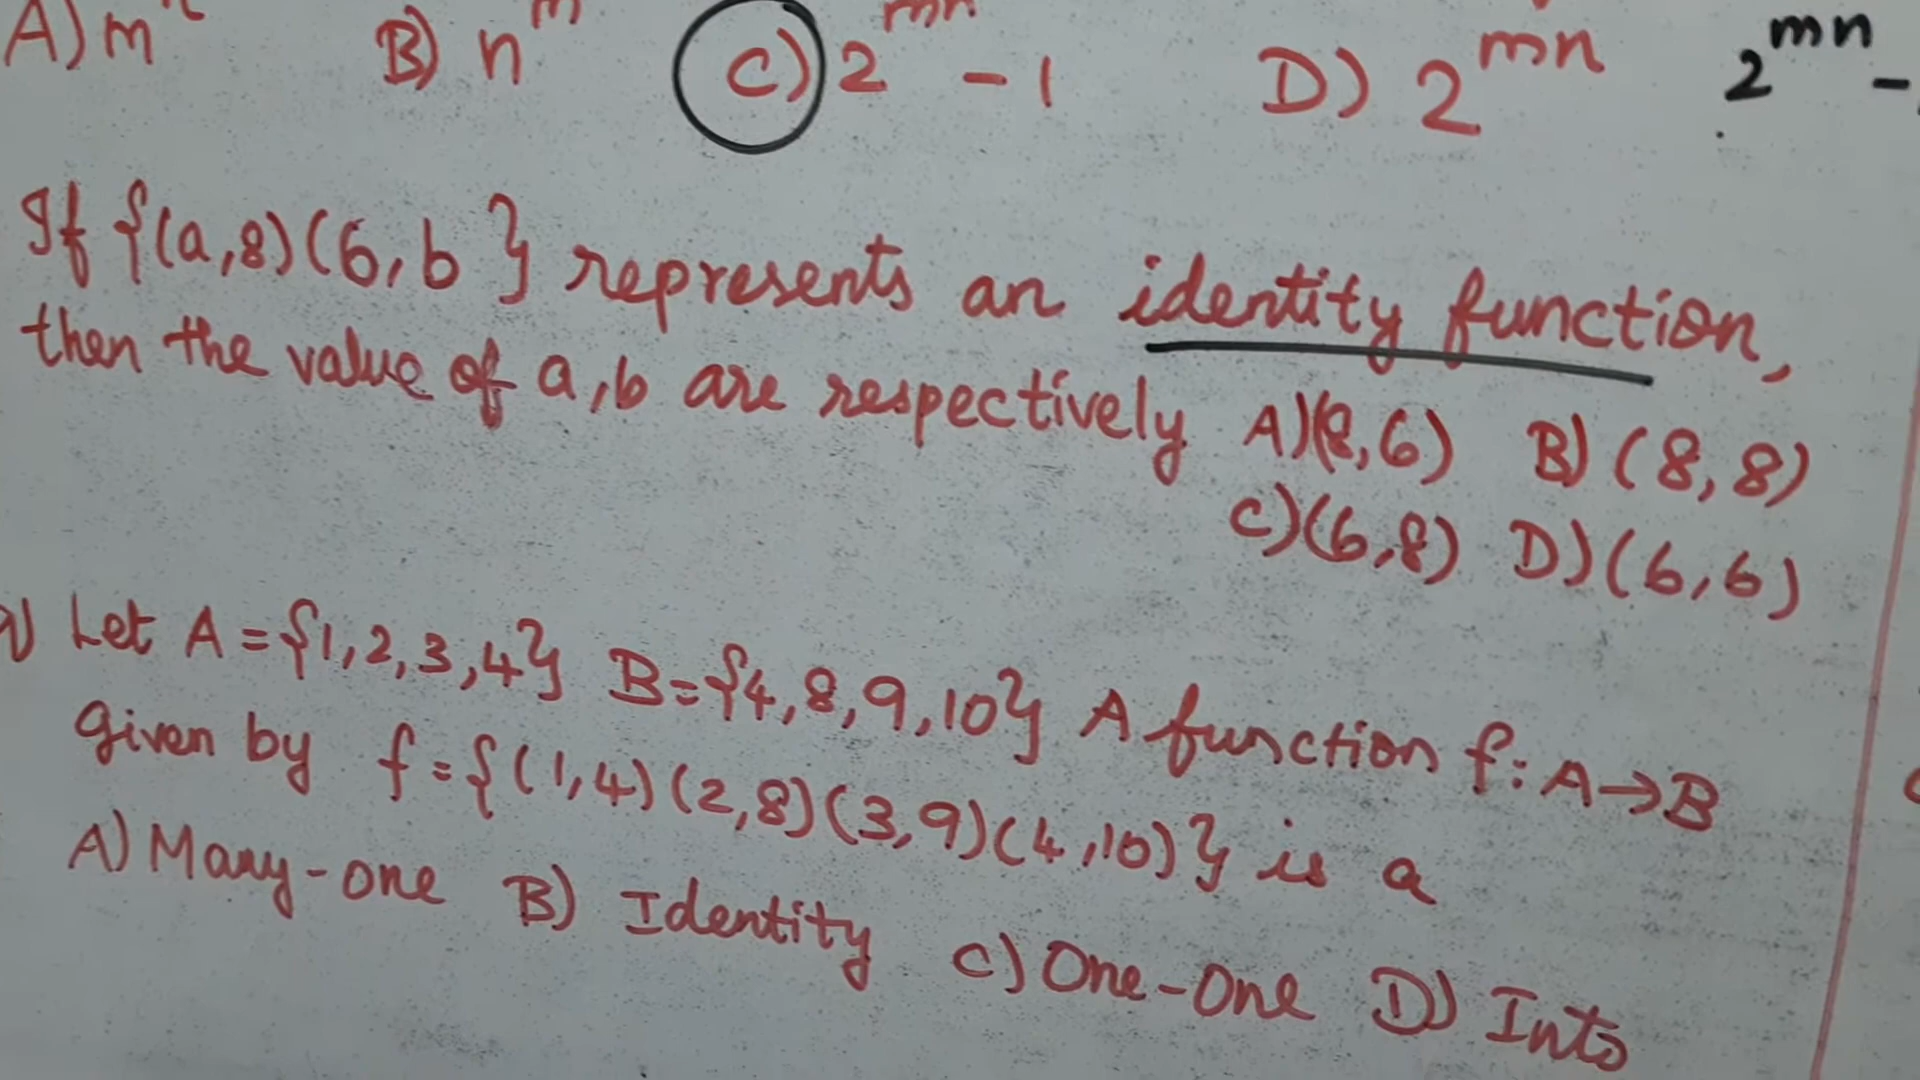 A) m B) n^m C) 2^mn - 1 D) 2^mn 2^mn -
If {(a,8)(6,b} represents an identity function,
then the value of a,b are respectively A)(8,6) B) (8,8)
C)(6,8) D)(6,6)
Let A={1,2,3,4} B={4,8,9,10} A function f: A→B
given by f={(1,4)(2,8)(3,9)(4,10)} is a
A) Many-one B) Identity C) One-One D) Into